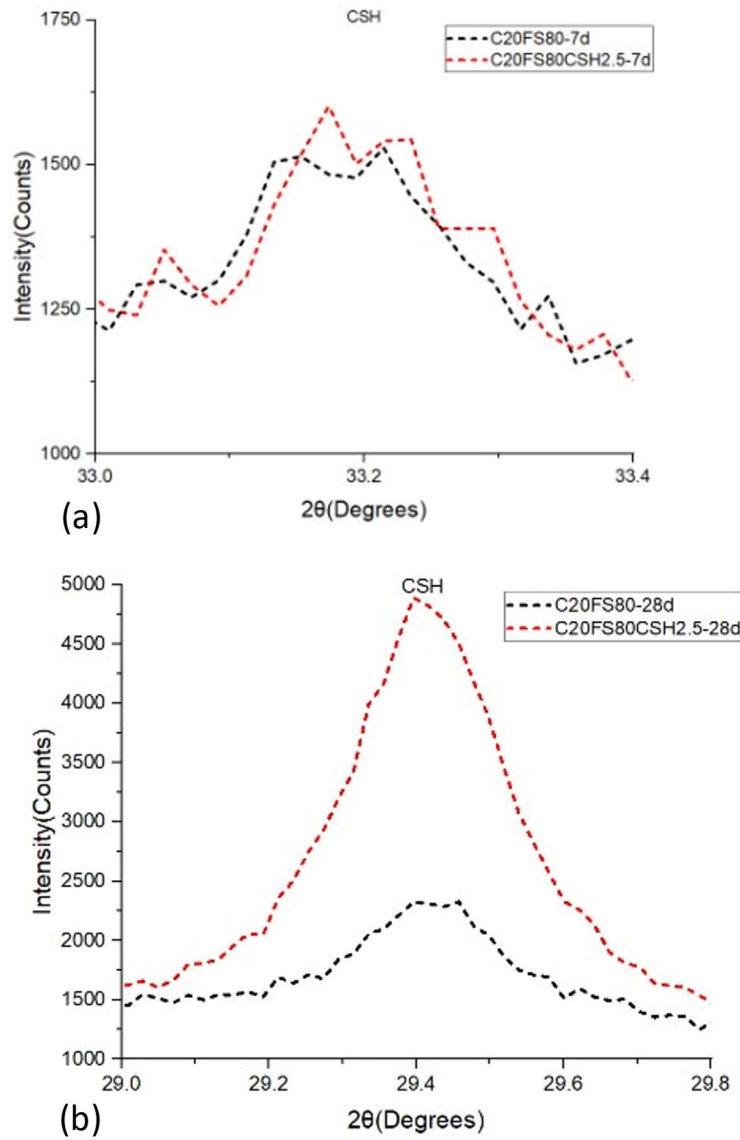 CSH
C20FS80-7d
C20FS80CSH2.5-7d
1750
1500
1250
1000
Intensity(Counts)
33.0
33.2
33.4
2θ(Degrees)
(a)
CSH
C20FS80-28d
C20FS80CSH2.5-28d
5000
4500
4000
3500
3000
2500
2000
1500
1000
Intensity(Counts)
29.0
29.2
29.4
29.6
29.8
2θ(Degrees)
(b)